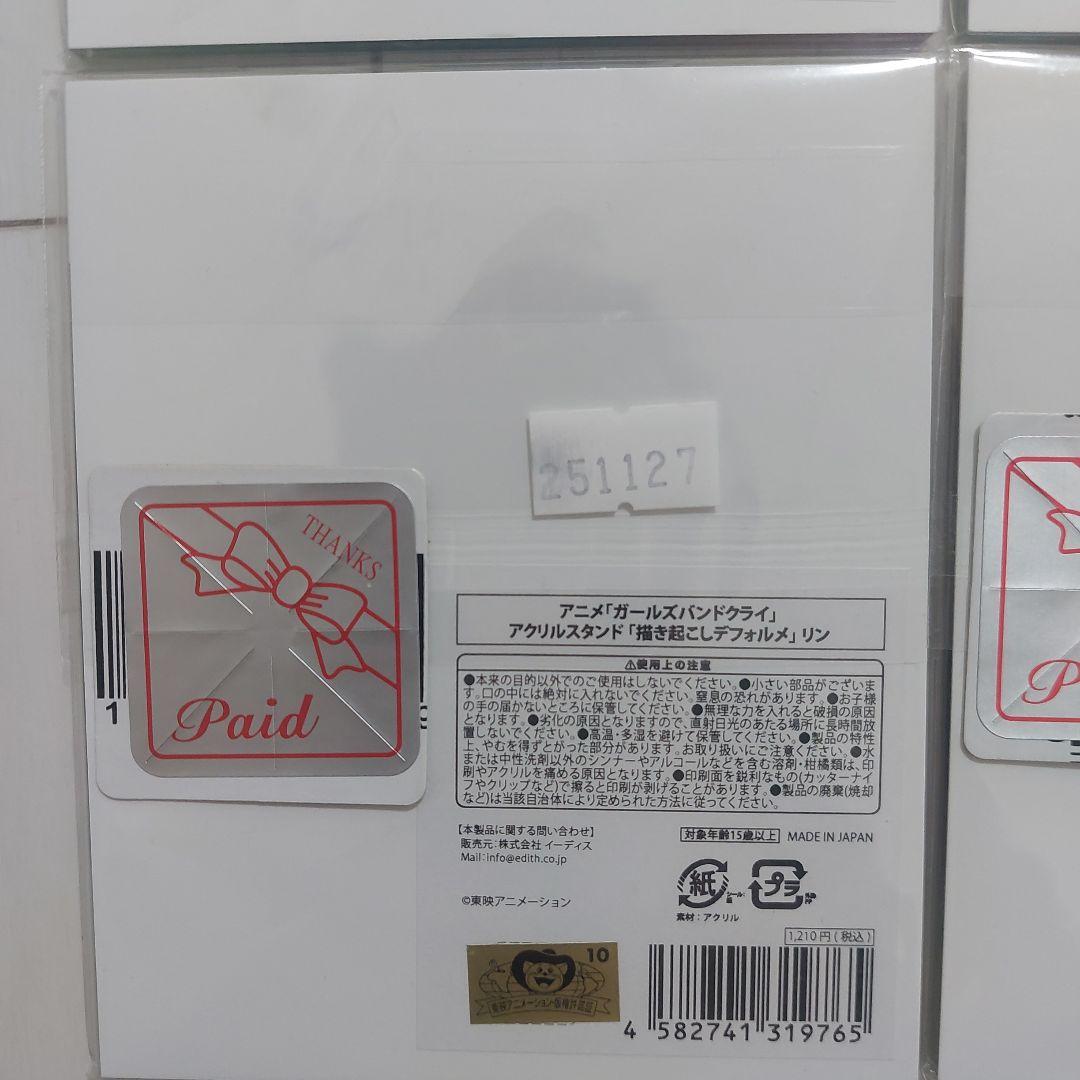 251127
THANKS
Paid
アニメ「ガールズバンドクライ」
アクリルスタンド「描き起こしデフォルメ」リン
⚠使用上の注意
●本来の目的以外でのご使用はしないでください。●小さい部品がございま
す。口の中には絶対に入れないでください。窒息の恐れがあります。●お子様
の手の届かないところに保管してください。●無理な力を入れると破損の原因
となります。●劣化の原因となりますので、直射日光のあたる場所に長時間放
置しないでください。●高温・多湿を避けて保管してください。●製品の特性
上、やむを得ずとがった部分があります。お取り扱いにご注意ください。●水
または中性洗剤以外のシンナーやアルコールなどを含む溶剤・柑橘類は、印
刷やアクリルを痛める原因となります。●印刷面を鋭利なもの(カッターナイ
フやクリップなど)で擦ると印刷が剥げることがあります。●製品の廃棄(焼却
など)は当該自治体により定められた方法に従ってください。
【本製品に関する問い合わせ】
販売元:株式会社 イーディス
Mail:info@edith.co.jp
対象年齢15歳以上 MADE IN JAPAN
紙 プラ
素材:アクリル
©東映アニメーション
1,210円(税込)
10
東映アニメーション・版権許諾証
4 582741 319765
1
P